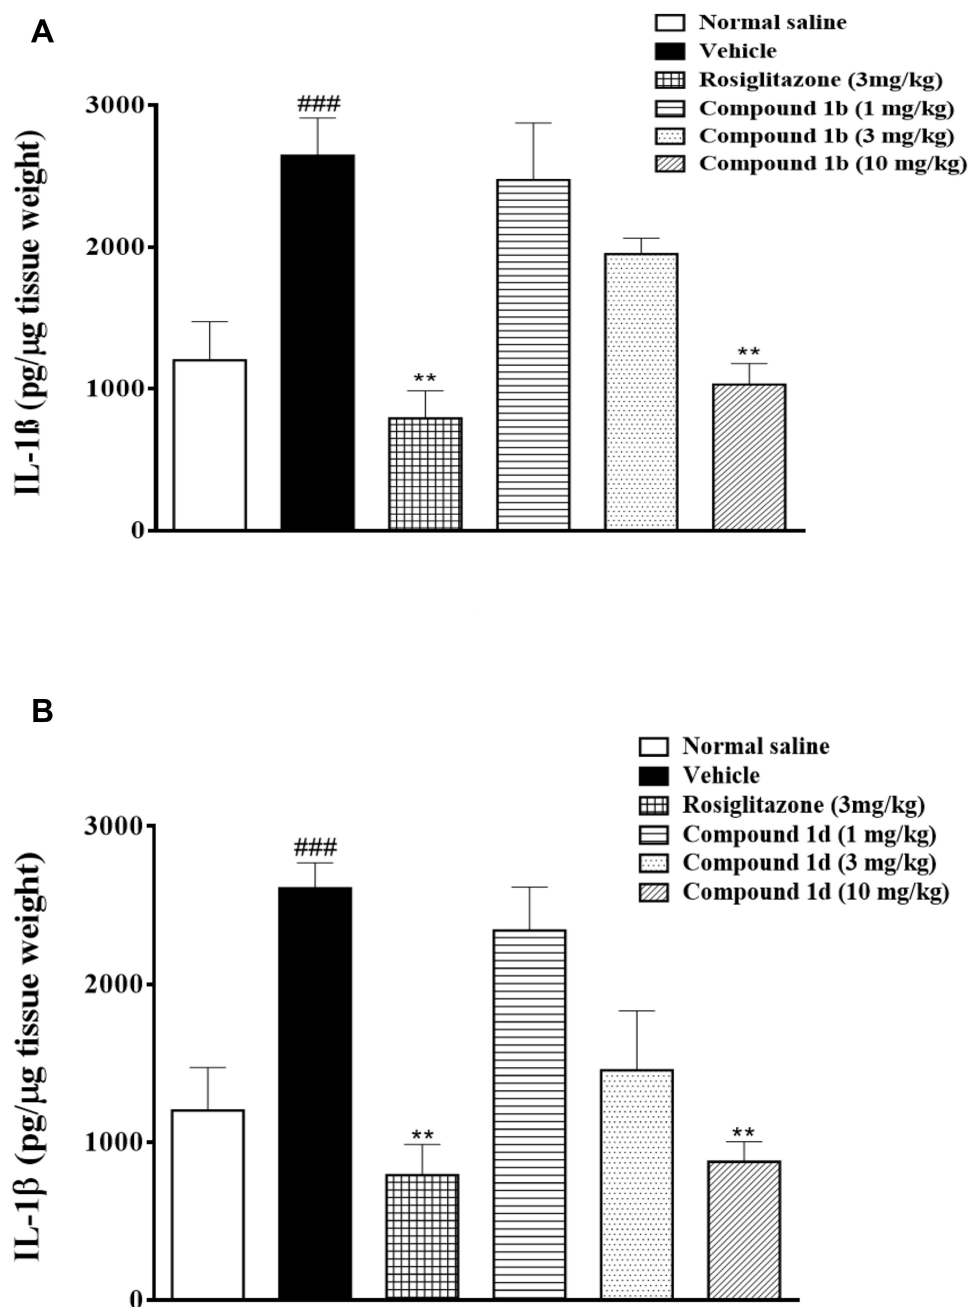 A
Normal saline
Vehicle
Rosiglitazone (3mg/kg)
Compound 1b (1 mg/kg)
Compound 1b (3 mg/kg)
Compound 1b (10 mg/kg)
IL-1ß (pg/µg tissue weight)
3000
2000
1000
0
###
**
**
B
Normal saline
Vehicle
Rosiglitazone (3mg/kg)
Compound 1d (1 mg/kg)
Compound 1d (3 mg/kg)
Compound 1d (10 mg/kg)
IL-1β (pg/µg tissue weight)
3000
2000
1000
0
###
**
**